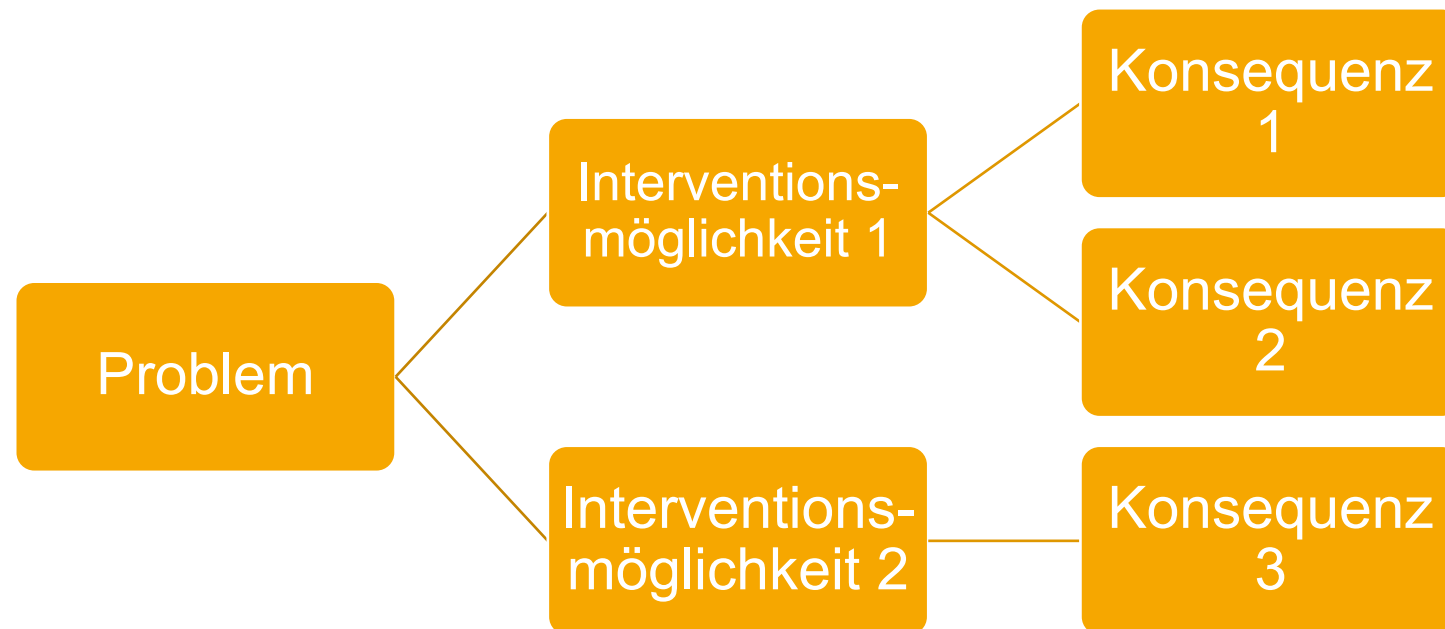 Problem
Interventions-
möglichkeit 1
Interventions-
möglichkeit 2
Konsequenz
1
Konsequenz
2
Konsequenz
3